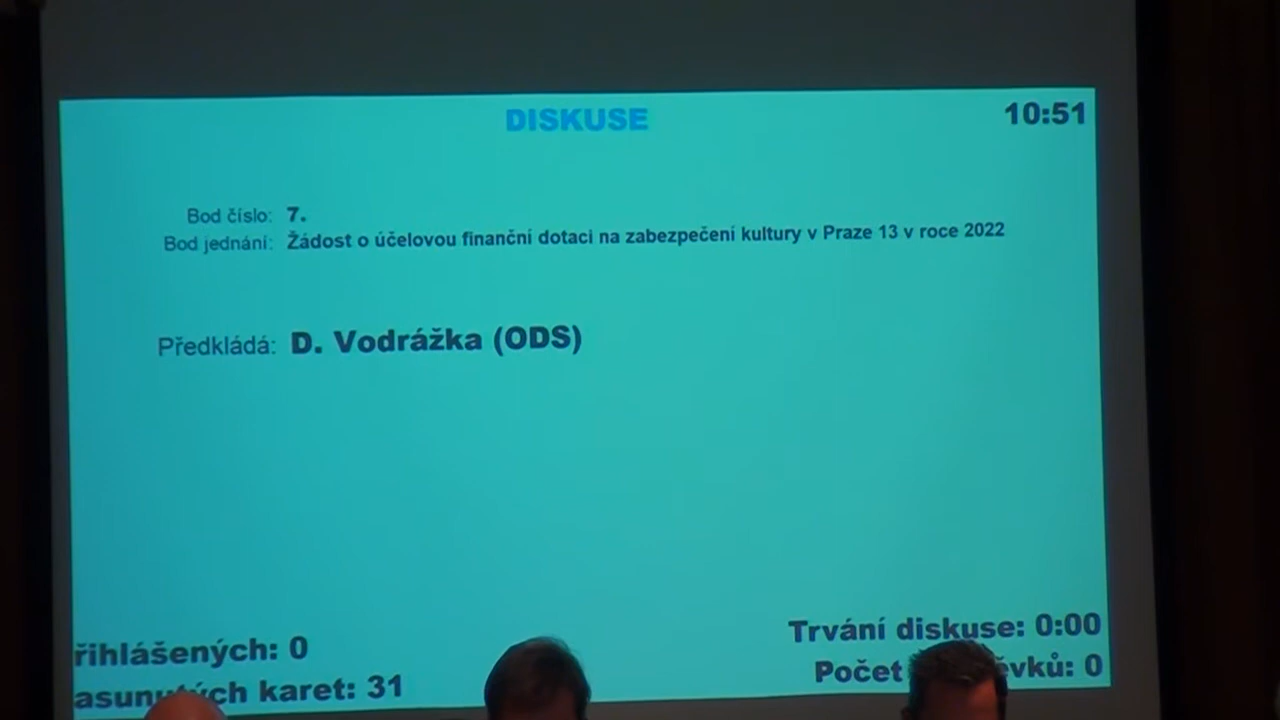 DISKUSE
10:51
Bod číslo: 7.
Bod jednání: Žádost o účelovou finanční dotaci na zabezpečení kultury v Praze 13 v roce 2022
Předkládá: D. Vodrážka (ODS)
řihlášených: 0
Trvání diskuse: 0:00
karet: 31
Počet 0